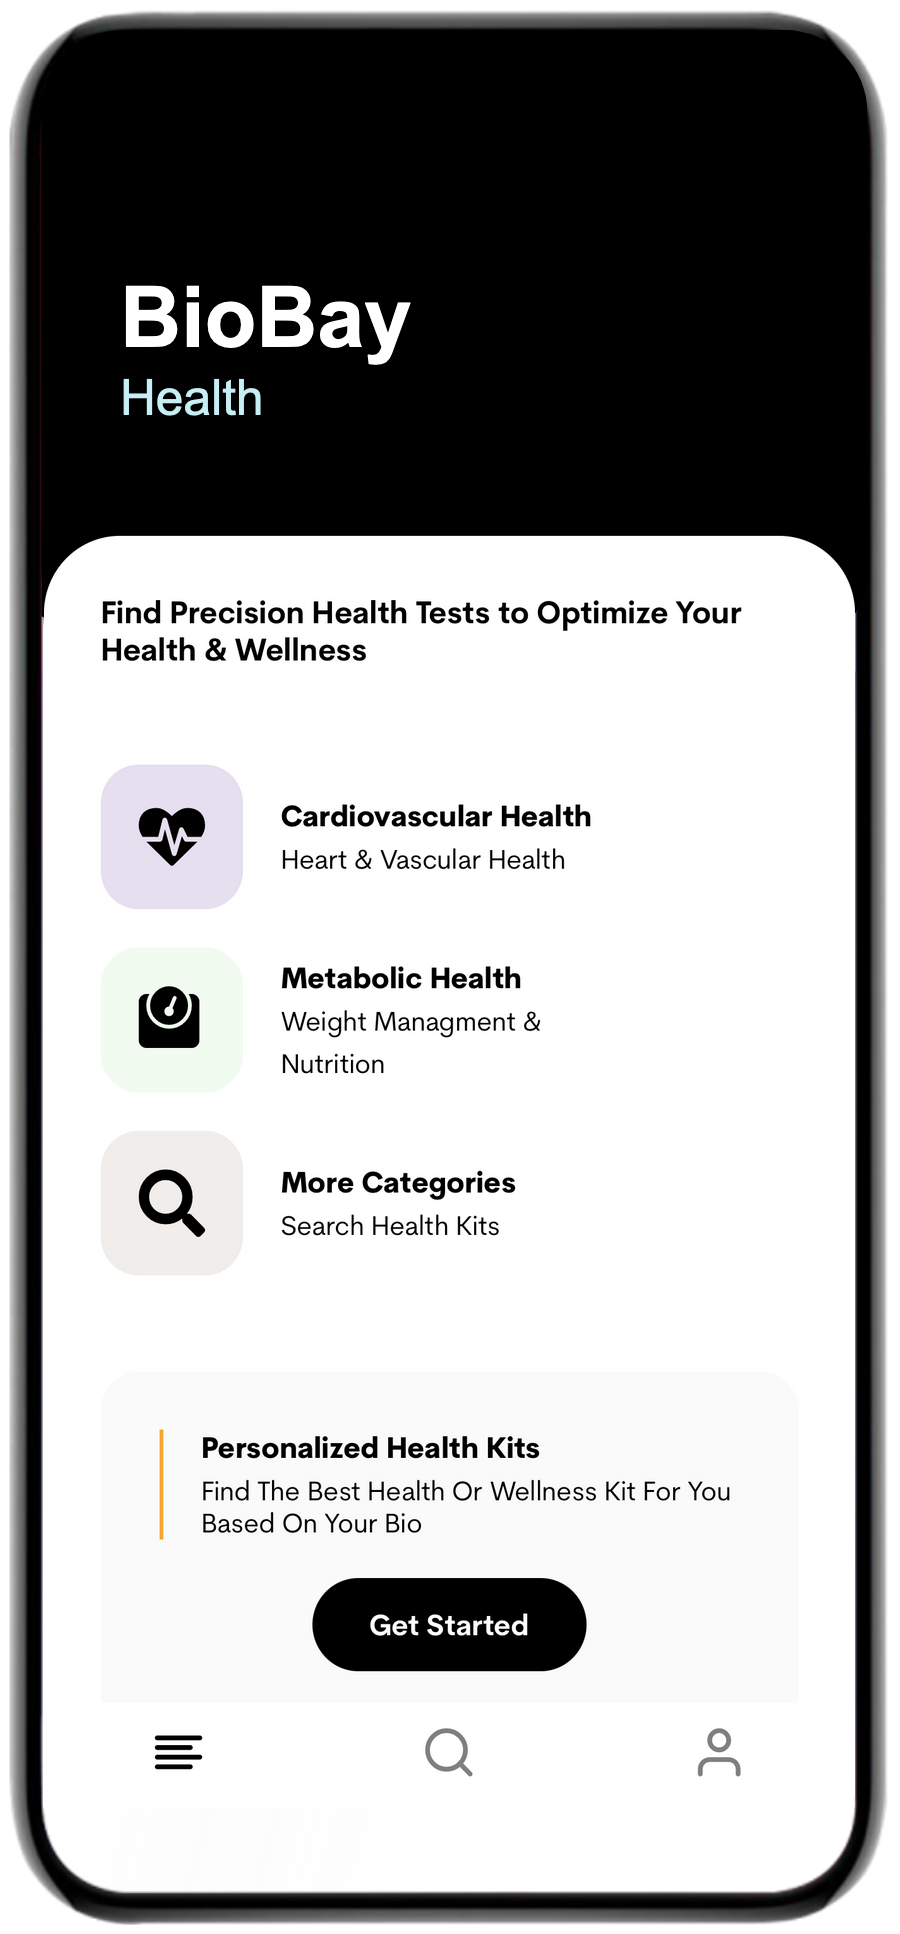 BioBay
Health
Find Precision Health Tests to Optimize Your
Health & Wellness
Cardiovascular Health
Heart & Vascular Health
Metabolic Health
Weight Managment &
Nutrition
More Categories
Search Health Kits
Personalized Health Kits
Find The Best Health Or Wellness Kit For You
Based On Your Bio
Get Started